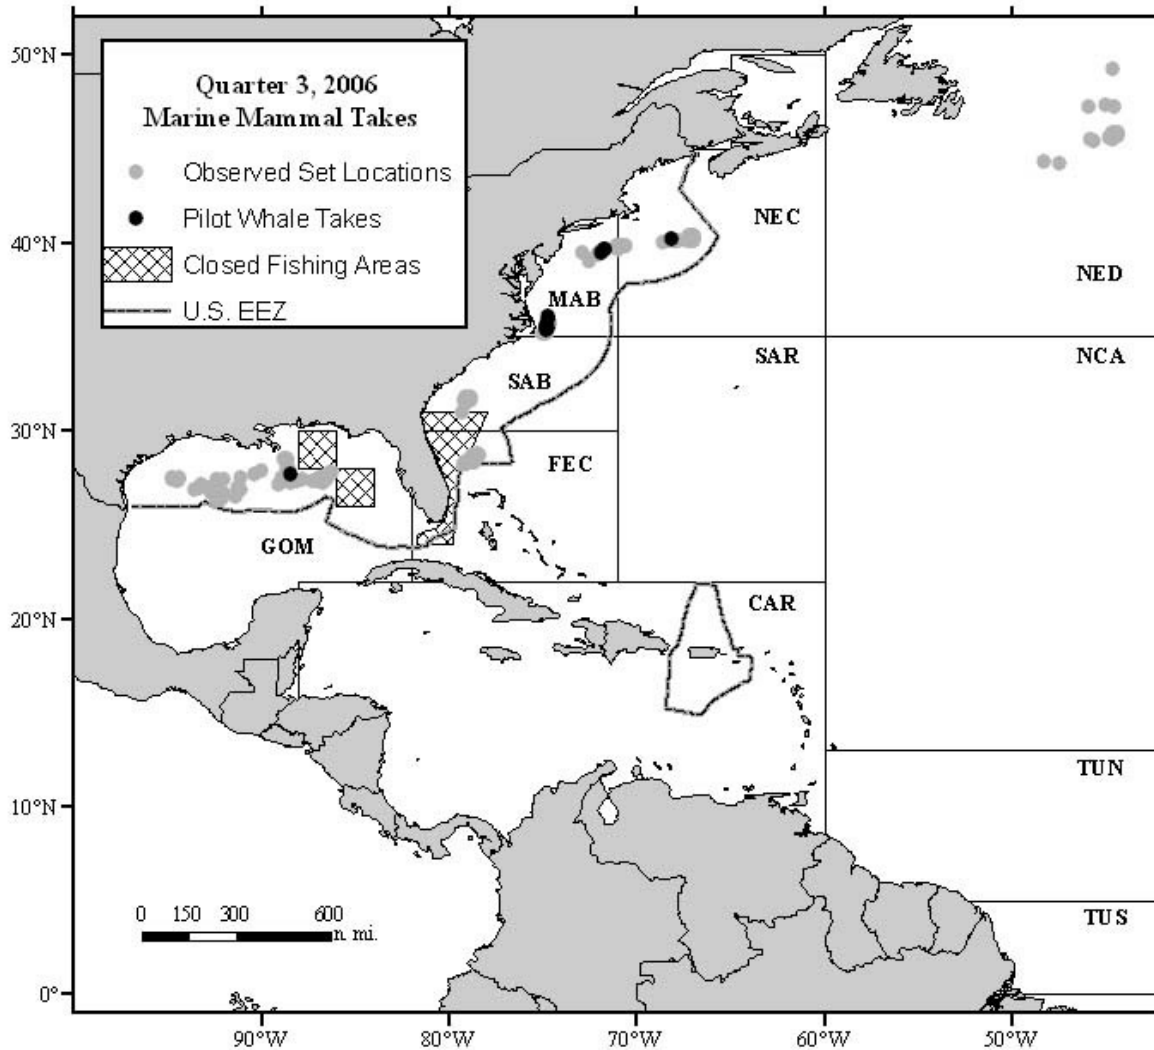 50°N
Quarter 3, 2006
Marine Mammal Takes
Observed Set Locations
Pilot Whale Takes
Closed Fishing Areas
U.S. EEZ
NEC
40°N
NED
MAB
SAR
NCA
SAB
30°N
FEC
GOM
20°N
CAR
TUN
10°N
0 150 300 600
n. mi.
TUS
0°
90°W 80°W 70°W 60°W 50°W